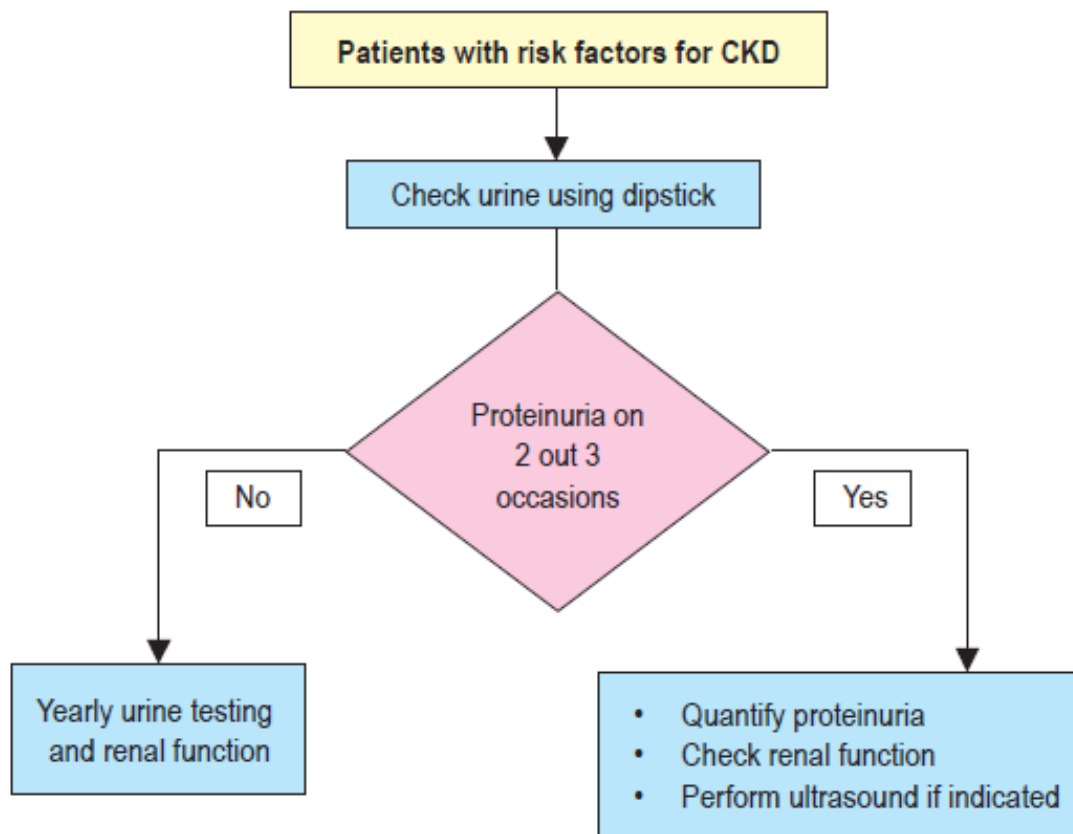 Patients with risk factors for CKD
Check urine using dipstick
Proteinuria on
2 out 3
occasions
No
Yes
Yearly urine testing
and renal function
• Quantify proteinuria
• Check renal function
• Perform ultrasound if indicated